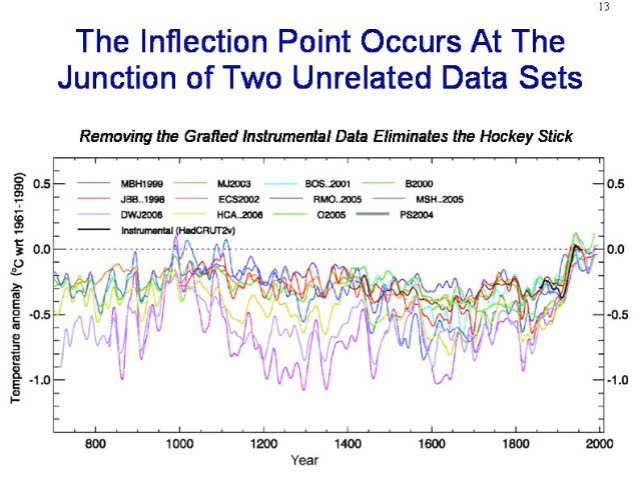 13
The Inflection Point Occurs At The
Junction of Two Unrelated Data Sets
Removing the Grafted Instrumental Data Eliminates the Hockey Stick
Temperature anomaly (°C wrt 1961-1990)
MBH1999 MJ2003 BOS..2001 B2000
JBB..1998 ECS2002 RMO..2005 MSH..2005
DWJ2006 HCA..2006 O2005 PS2004
Instrumental (HadCRUT2v)
0.5 0.5
0.0 0.0
-0.5 -0.5
-1.0 -1.0
800 1000 1200 1400 1600 1800 2000
Year